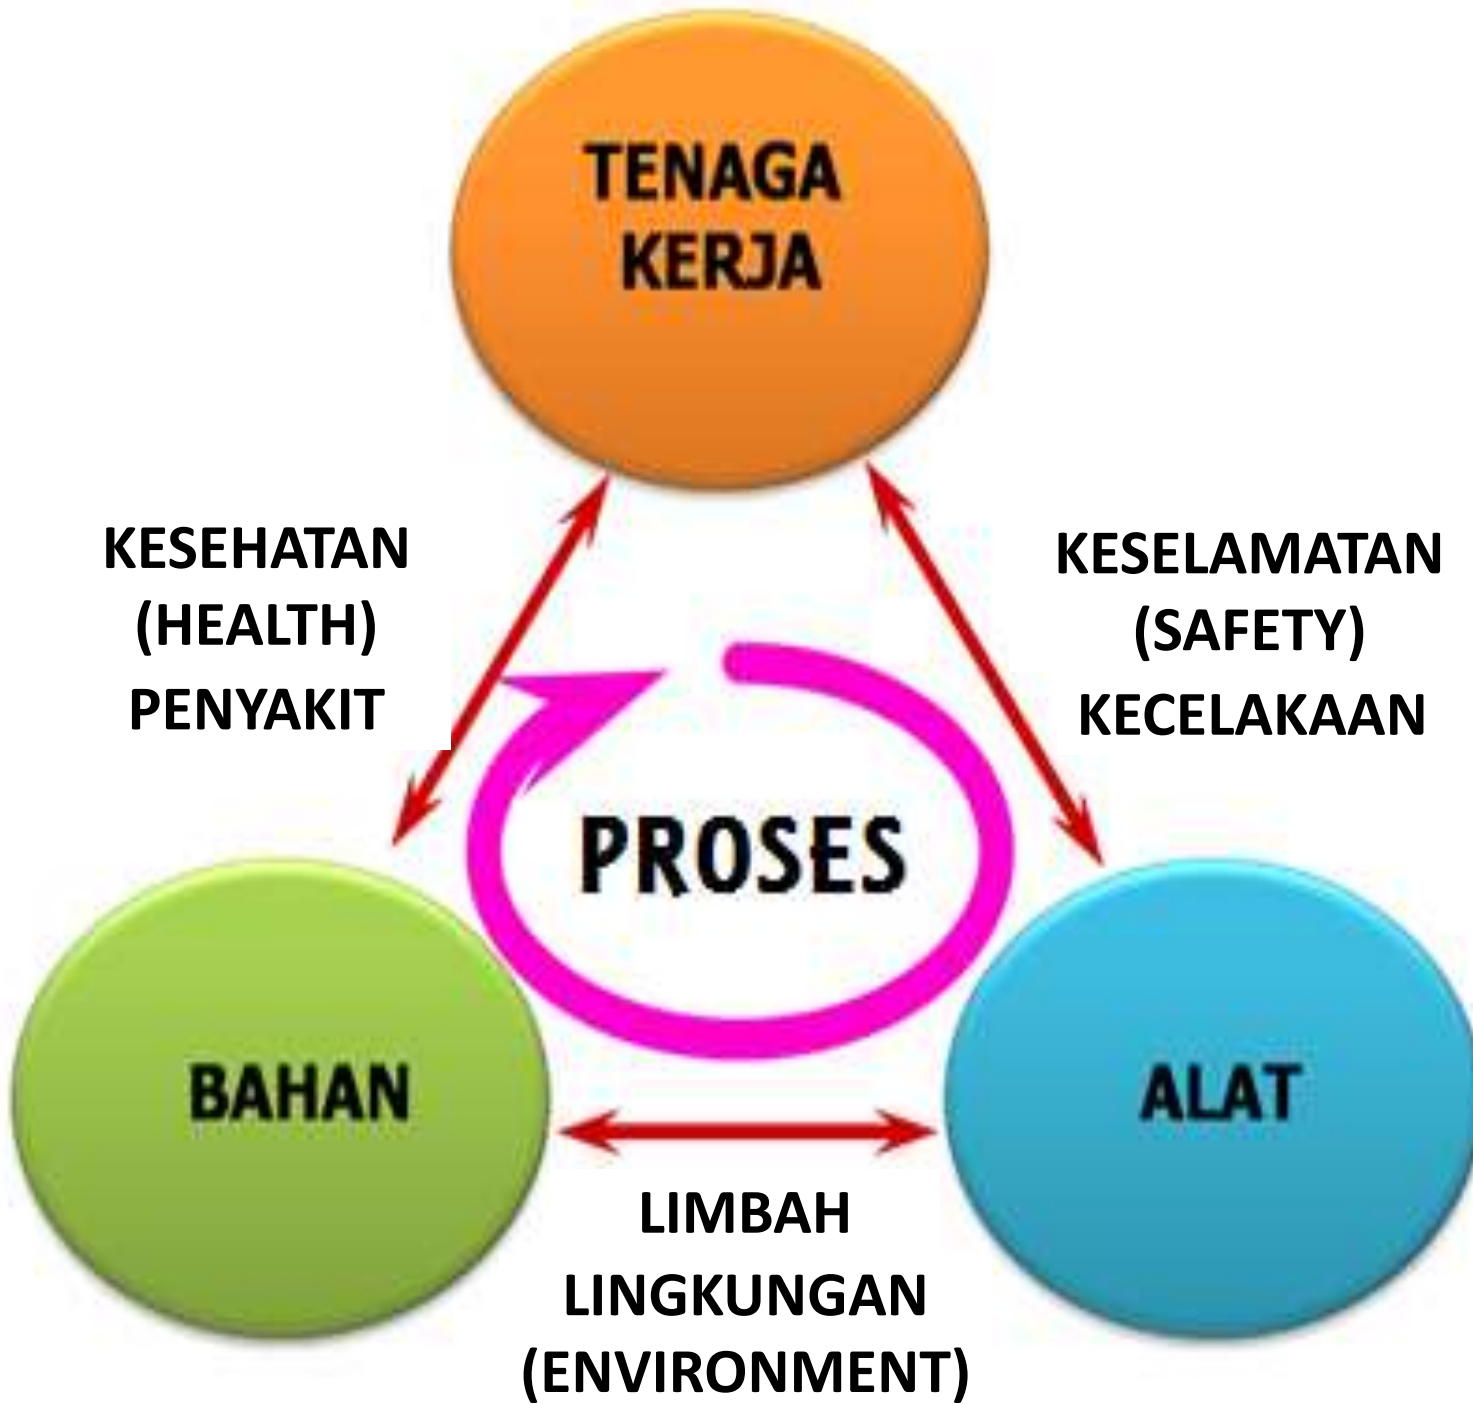 TENAGA
KERJA
KESEHATAN
(HEALTH)
PENYAKIT
KESELAMATAN
(SAFETY)
KECELAKAAN
PROSES
BAHAN
ALAT
LIMBAH
LINGKUNGAN
(ENVIRONMENT)